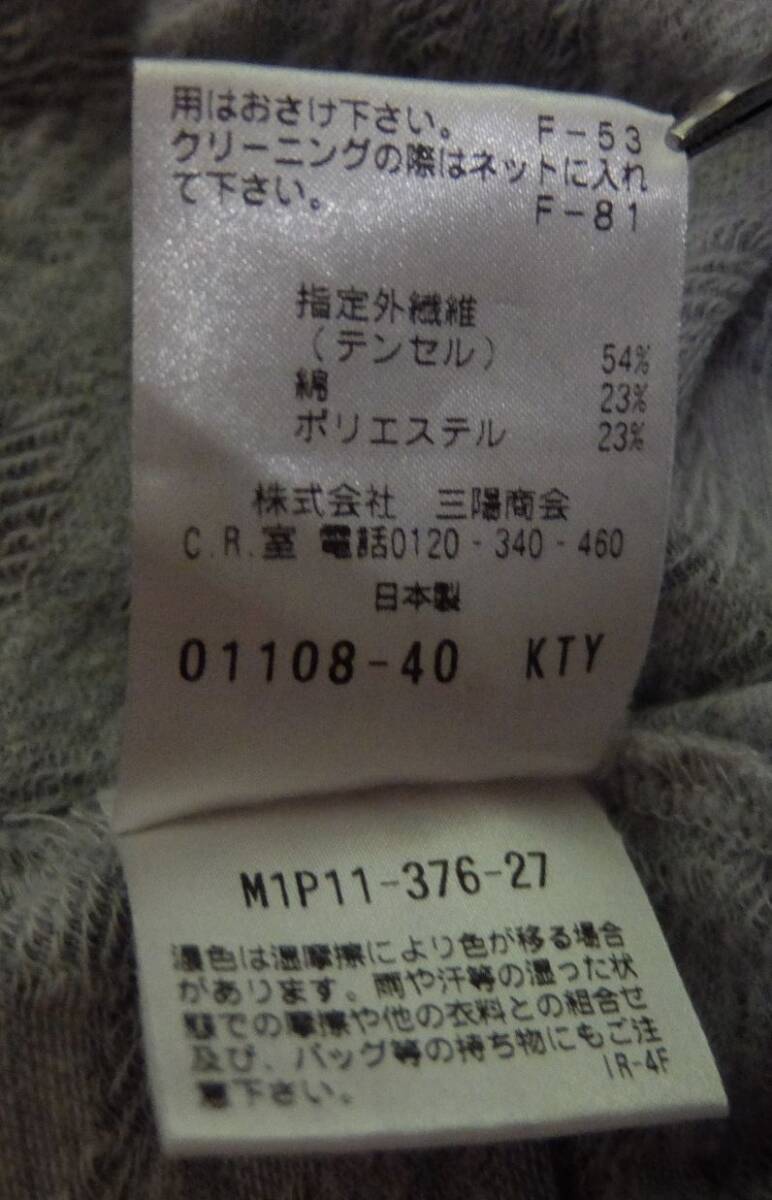 用はおさけ下さい。 F-53
クリーニングの際はネットに入れ
て下さい。 F-81
指定外繊維
(テンセル) 54%
綿 23%
ポリエステル 23%
株式会社 三陽商会
C.R.室 電話0120-340-460
日本製
01108-40 KTY
M1P11-376-27
濃色は湿摩擦により色が移る場合
があります。雨や汗等の湿った状
態での摩擦や他の衣料との組合せ
及び、バッグ等の持ち物にもご注
意下さい。 IR-4F